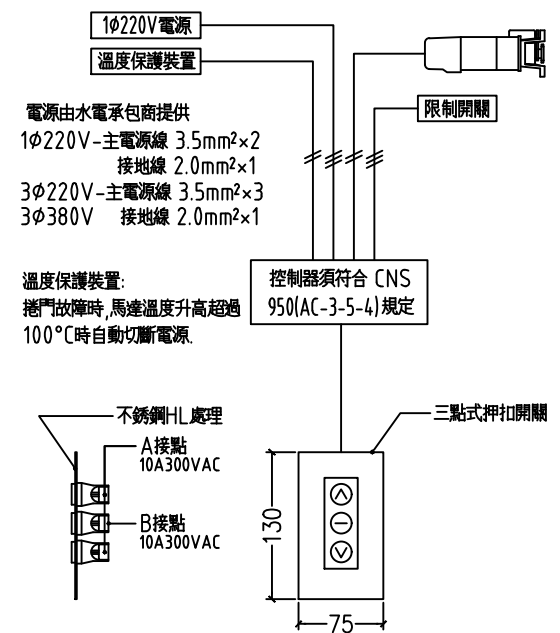 1φ220V電源
溫度保護裝置
限制開關
電源由水電承包商提供
1φ220V-主電源線 3.5mm²×2
接地線 2.0mm²×1
3φ220V-主電源線 3.5mm²×3
3φ380V 接地線 2.0mm²×1
溫度保護裝置:
捲門故障時,馬達溫度升高超過
100°C時自動切斷電源.
控制器須符合 CNS
950(AC-3-5-4)規定
不銹鋼HL處理
A接點
10A300VAC
B接點
10A300VAC
三點式押扣開關
130
75